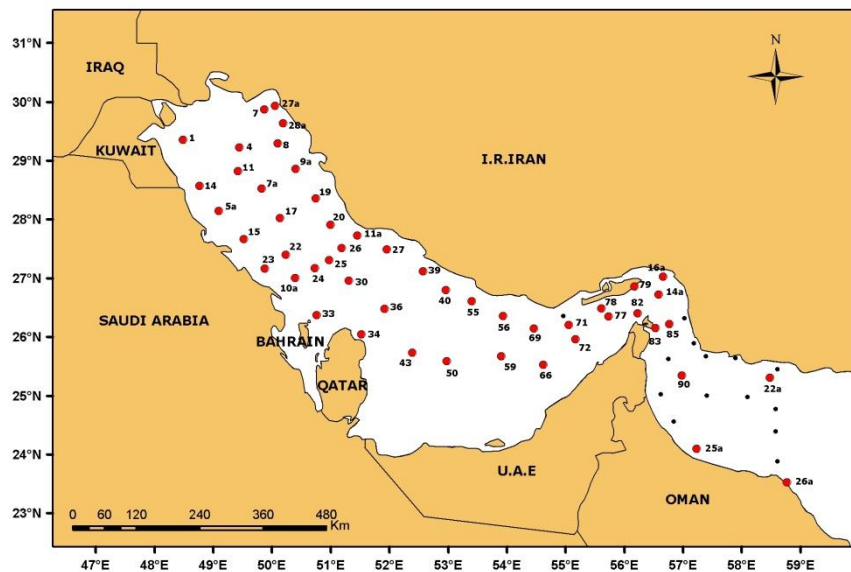 31°N
N
IRAQ
30°N
7
27a
28a
KUWAIT
1
4
8
29°N
11
9a
I.R.IRAN
14
7a
19
28°N
5a
17
20
15
11a
22
26
27
23
25
39
16a
27°N
24
10a
30
40
79
14a
55
78
82
SAUDI ARABIA
33
36
56
71
77
26°N
BAHRAIN
34
69
83
85
72
43
59
QATAR
50
66
90
22a
25°N
24°N
25a
U.A.E
26a
OMAN
23°N
0 120 240 360 480
Km
47°E 48°E 49°E 50°E 51°E 52°E 53°E 54°E 55°E 56°E 57°E 58°E 59°E